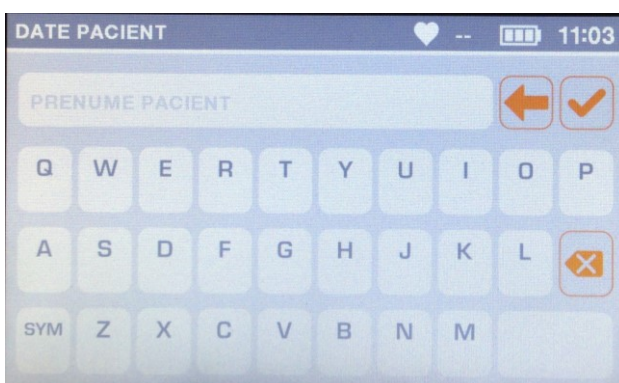 DATE PACIENT -- 11:03
PRENUME PACIENT
Q W E R T Y U I O P
A S D F G H J K L
SYM Z X C V B N M